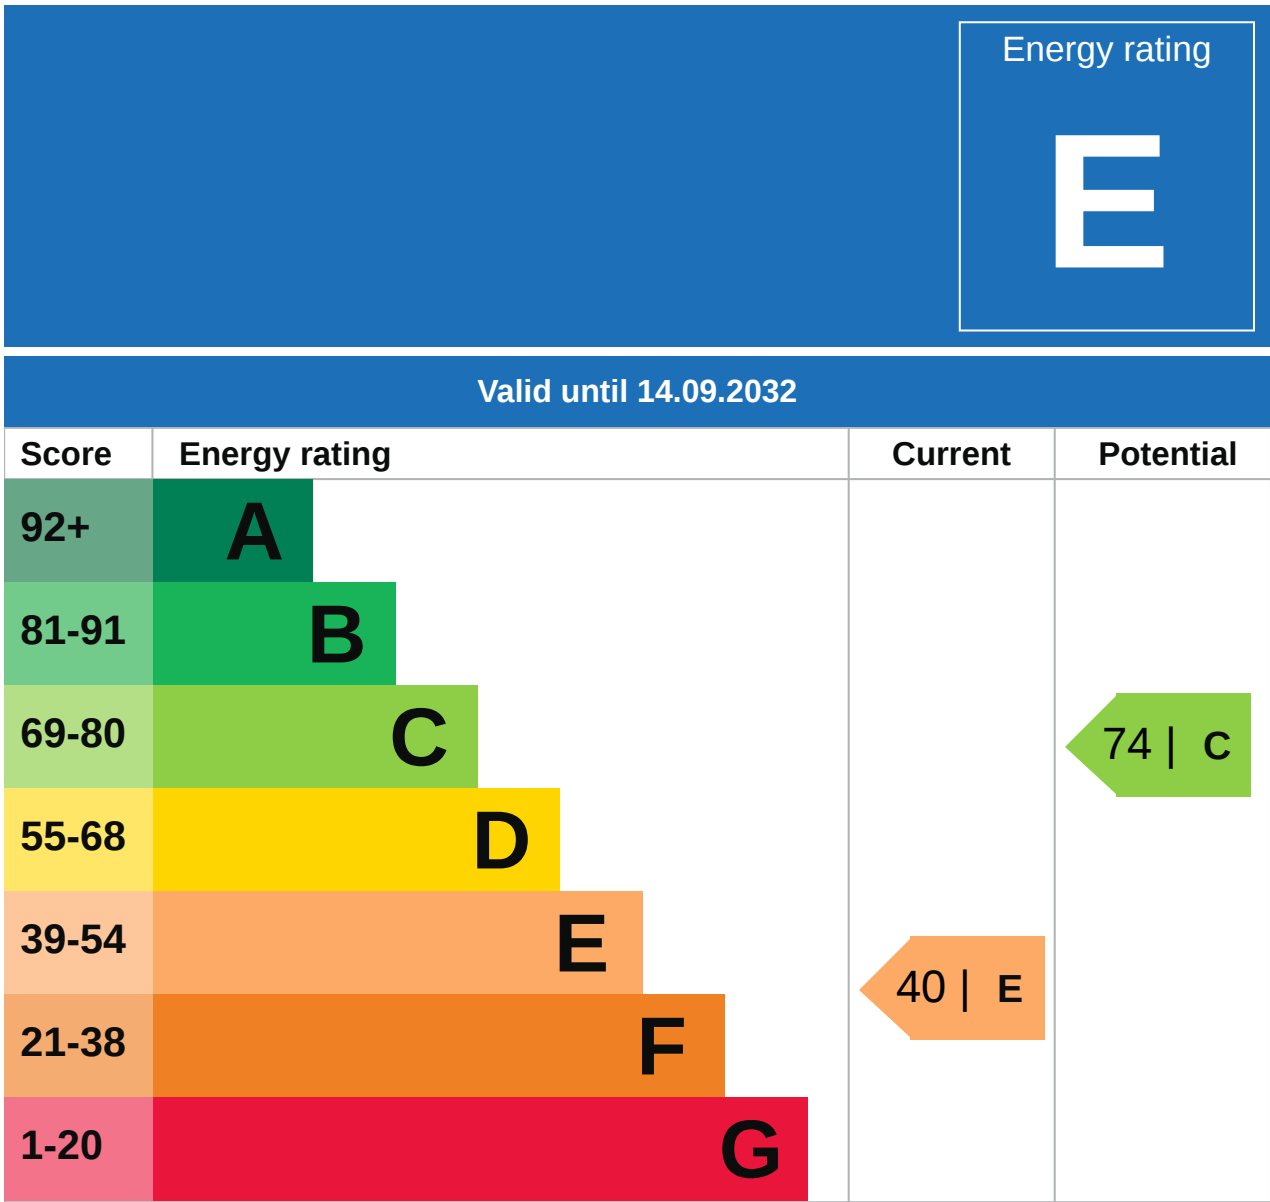 Energy rating
E
Valid until 14.09.2032
Score Energy rating Current Potential
92+ A
81-91 B
69-80 C 74 | C
55-68 D
39-54 E
40 | E
21-38 F
1-20 G